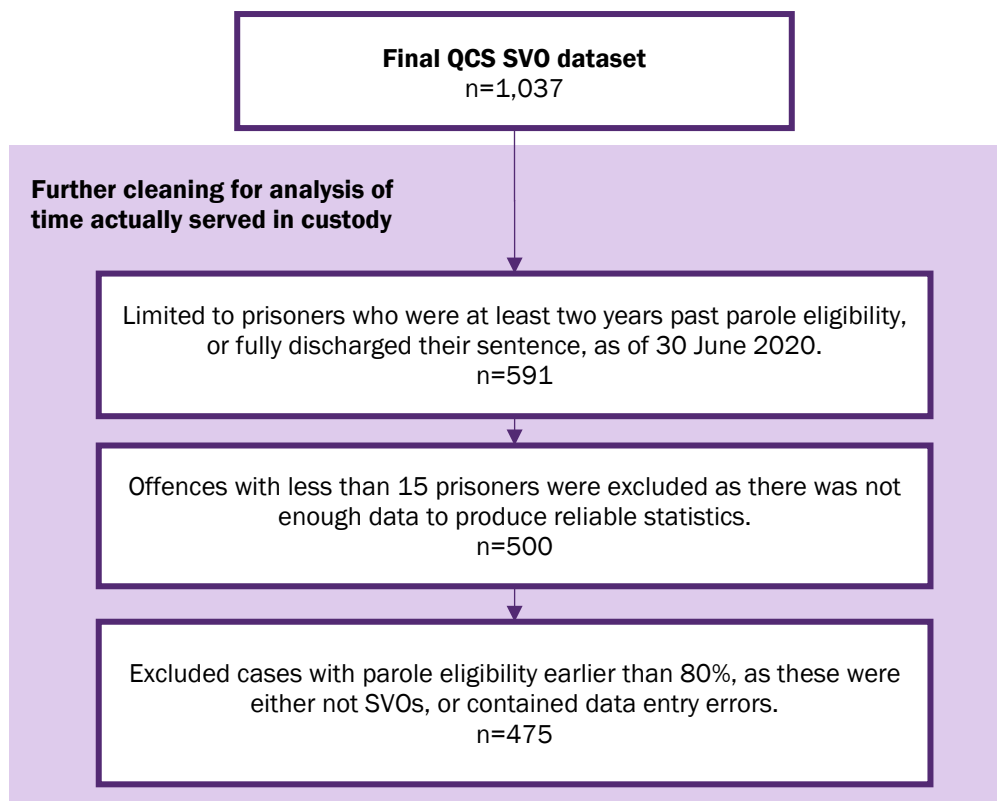 Final QCS SVO dataset
n=1,037
Further cleaning for analysis of
time actually served in custody
Limited to prisoners who were at least two years past parole eligibility,
or fully discharged their sentence, as of 30 June 2020.
n=591
Offences with less than 15 prisoners were excluded as there was not
enough data to produce reliable statistics.
n=500
Excluded cases with parole eligibility earlier than 80%, as these were
either not SVOs, or contained data entry errors.
n=475